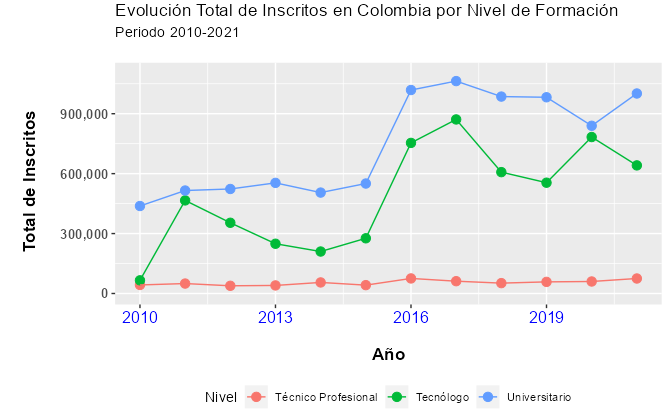 Evolución Total de Inscritos en Colombia por Nivel de Formación
Periodo 2010-2021
Total de Inscritos
900,000
600,000
300,000
0
2010 2013 2016 2019
Año
Nivel Técnico Profesional Tecnólogo Universitario